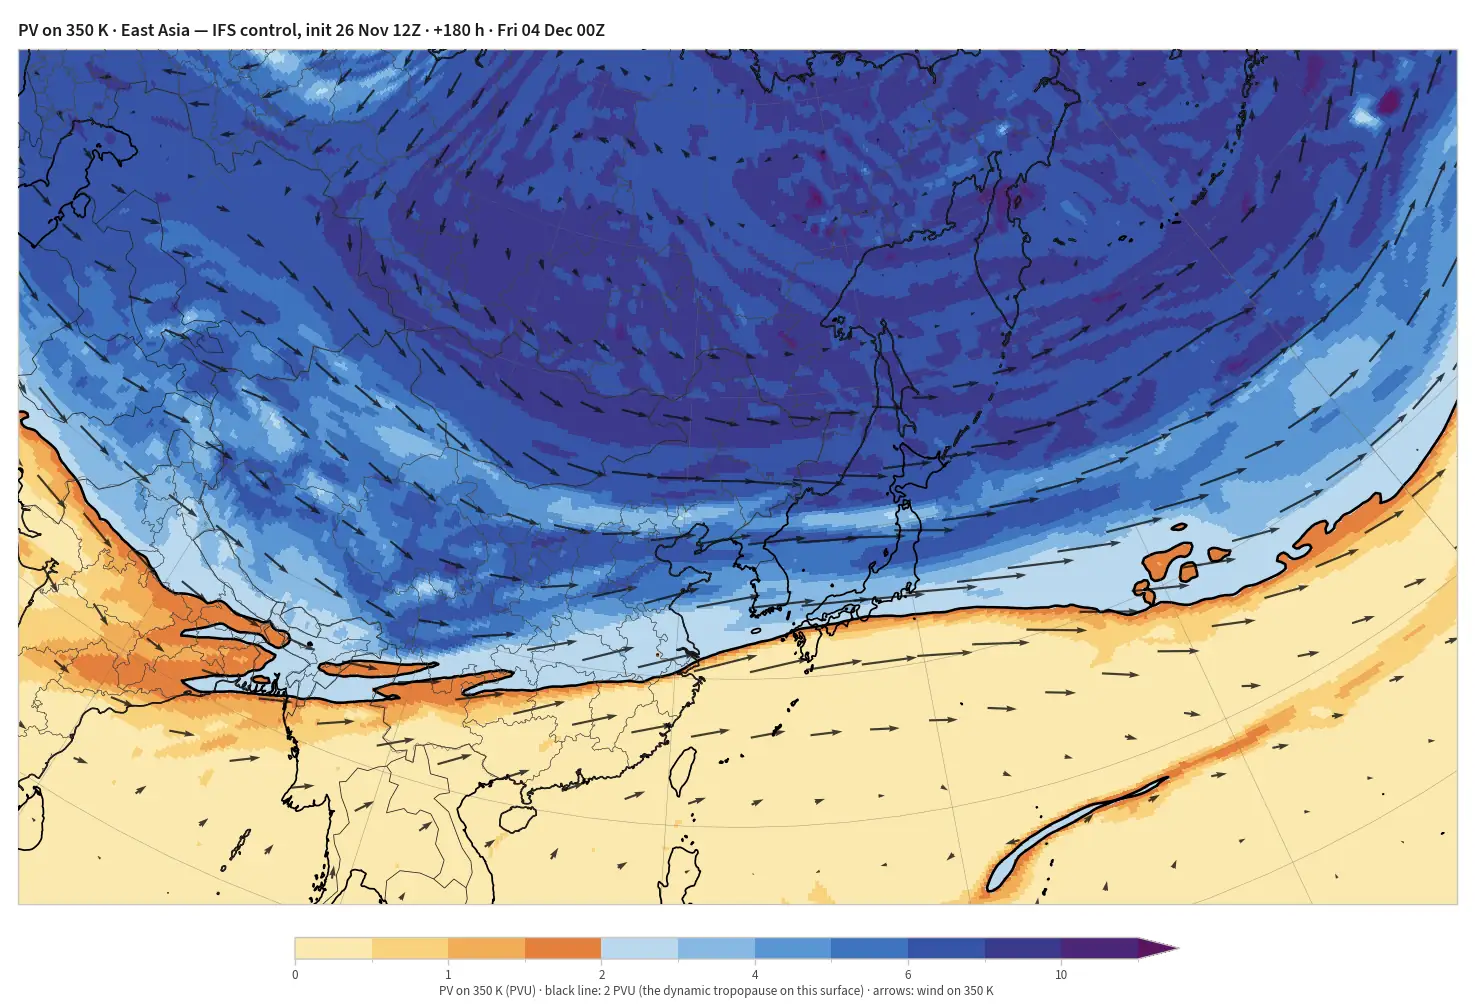 PV on 350 K · East Asia — IFS control, init 26 Nov 12Z · +180 h · Fri 04 Dec 00Z
0 1 2 4 6 10
PV on 350 K (PVU) · black line: 2 PVU (the dynamic tropopause on this surface) · arrows: wind on 350 K